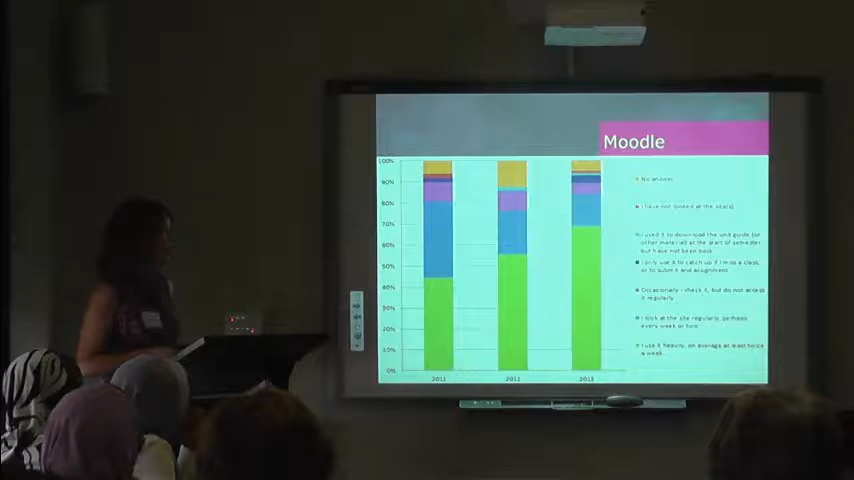 Moodle
100%
90%
80%
70%
60%
50%
40%
30%
20%
10%
0%
2011
2012
2013
No answer
I have not looked at the site(s)
I used it to download the unit guide (or
other material) at the start of semester
but have not been back
I only use it to catch up if I miss a class,
or to submit and assignment
Occasionally I check it, but do not access
it regularly
I look at the site regularly, perhaps
every week or two
I use it heavily, on average at least twice
a week